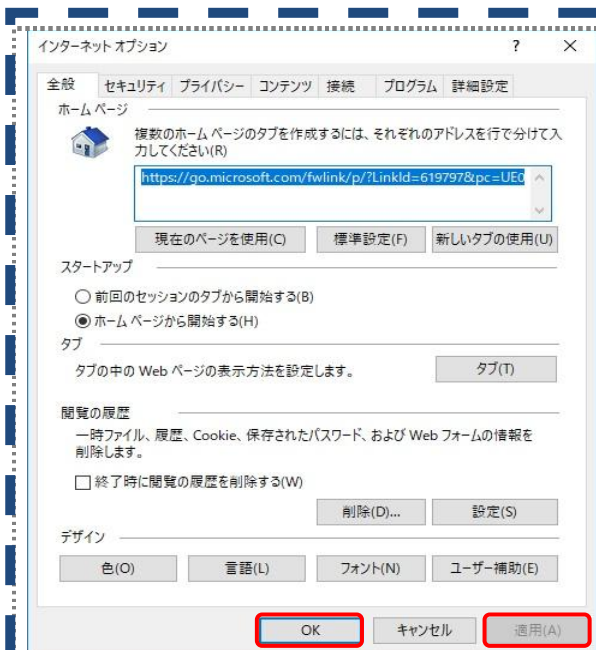 インターネット オプション ? ×
全般 セキュリティ プライバシー コンテンツ 接続 プログラム 詳細設定
ホーム ページ
複数のホーム ページのタブを作成するには、それぞれのアドレスを行で分けて入
力してください(R)
https://go.microsoft.com/fwlink/p/?LinkId=619797&pc=UE0
現在のページを使用(C) 標準設定(F) 新しいタブの使用(U)
スタートアップ
前回のセッションのタブから開始する(B)
ホーム ページから開始する(H)
タブ
タブの中の Web ページの表示方法を設定します。 タブ(T)
閲覧の履歴
一時ファイル、履歴、Cookie、保存されたパスワード、および Web フォームの情報を
削除します。
終了時に閲覧の履歴を削除する(W)
削除(D)... 設定(S)
デザイン
色(O) 言語(L) フォント(N) ユーザー補助(E)
OK キャンセル 適用(A)